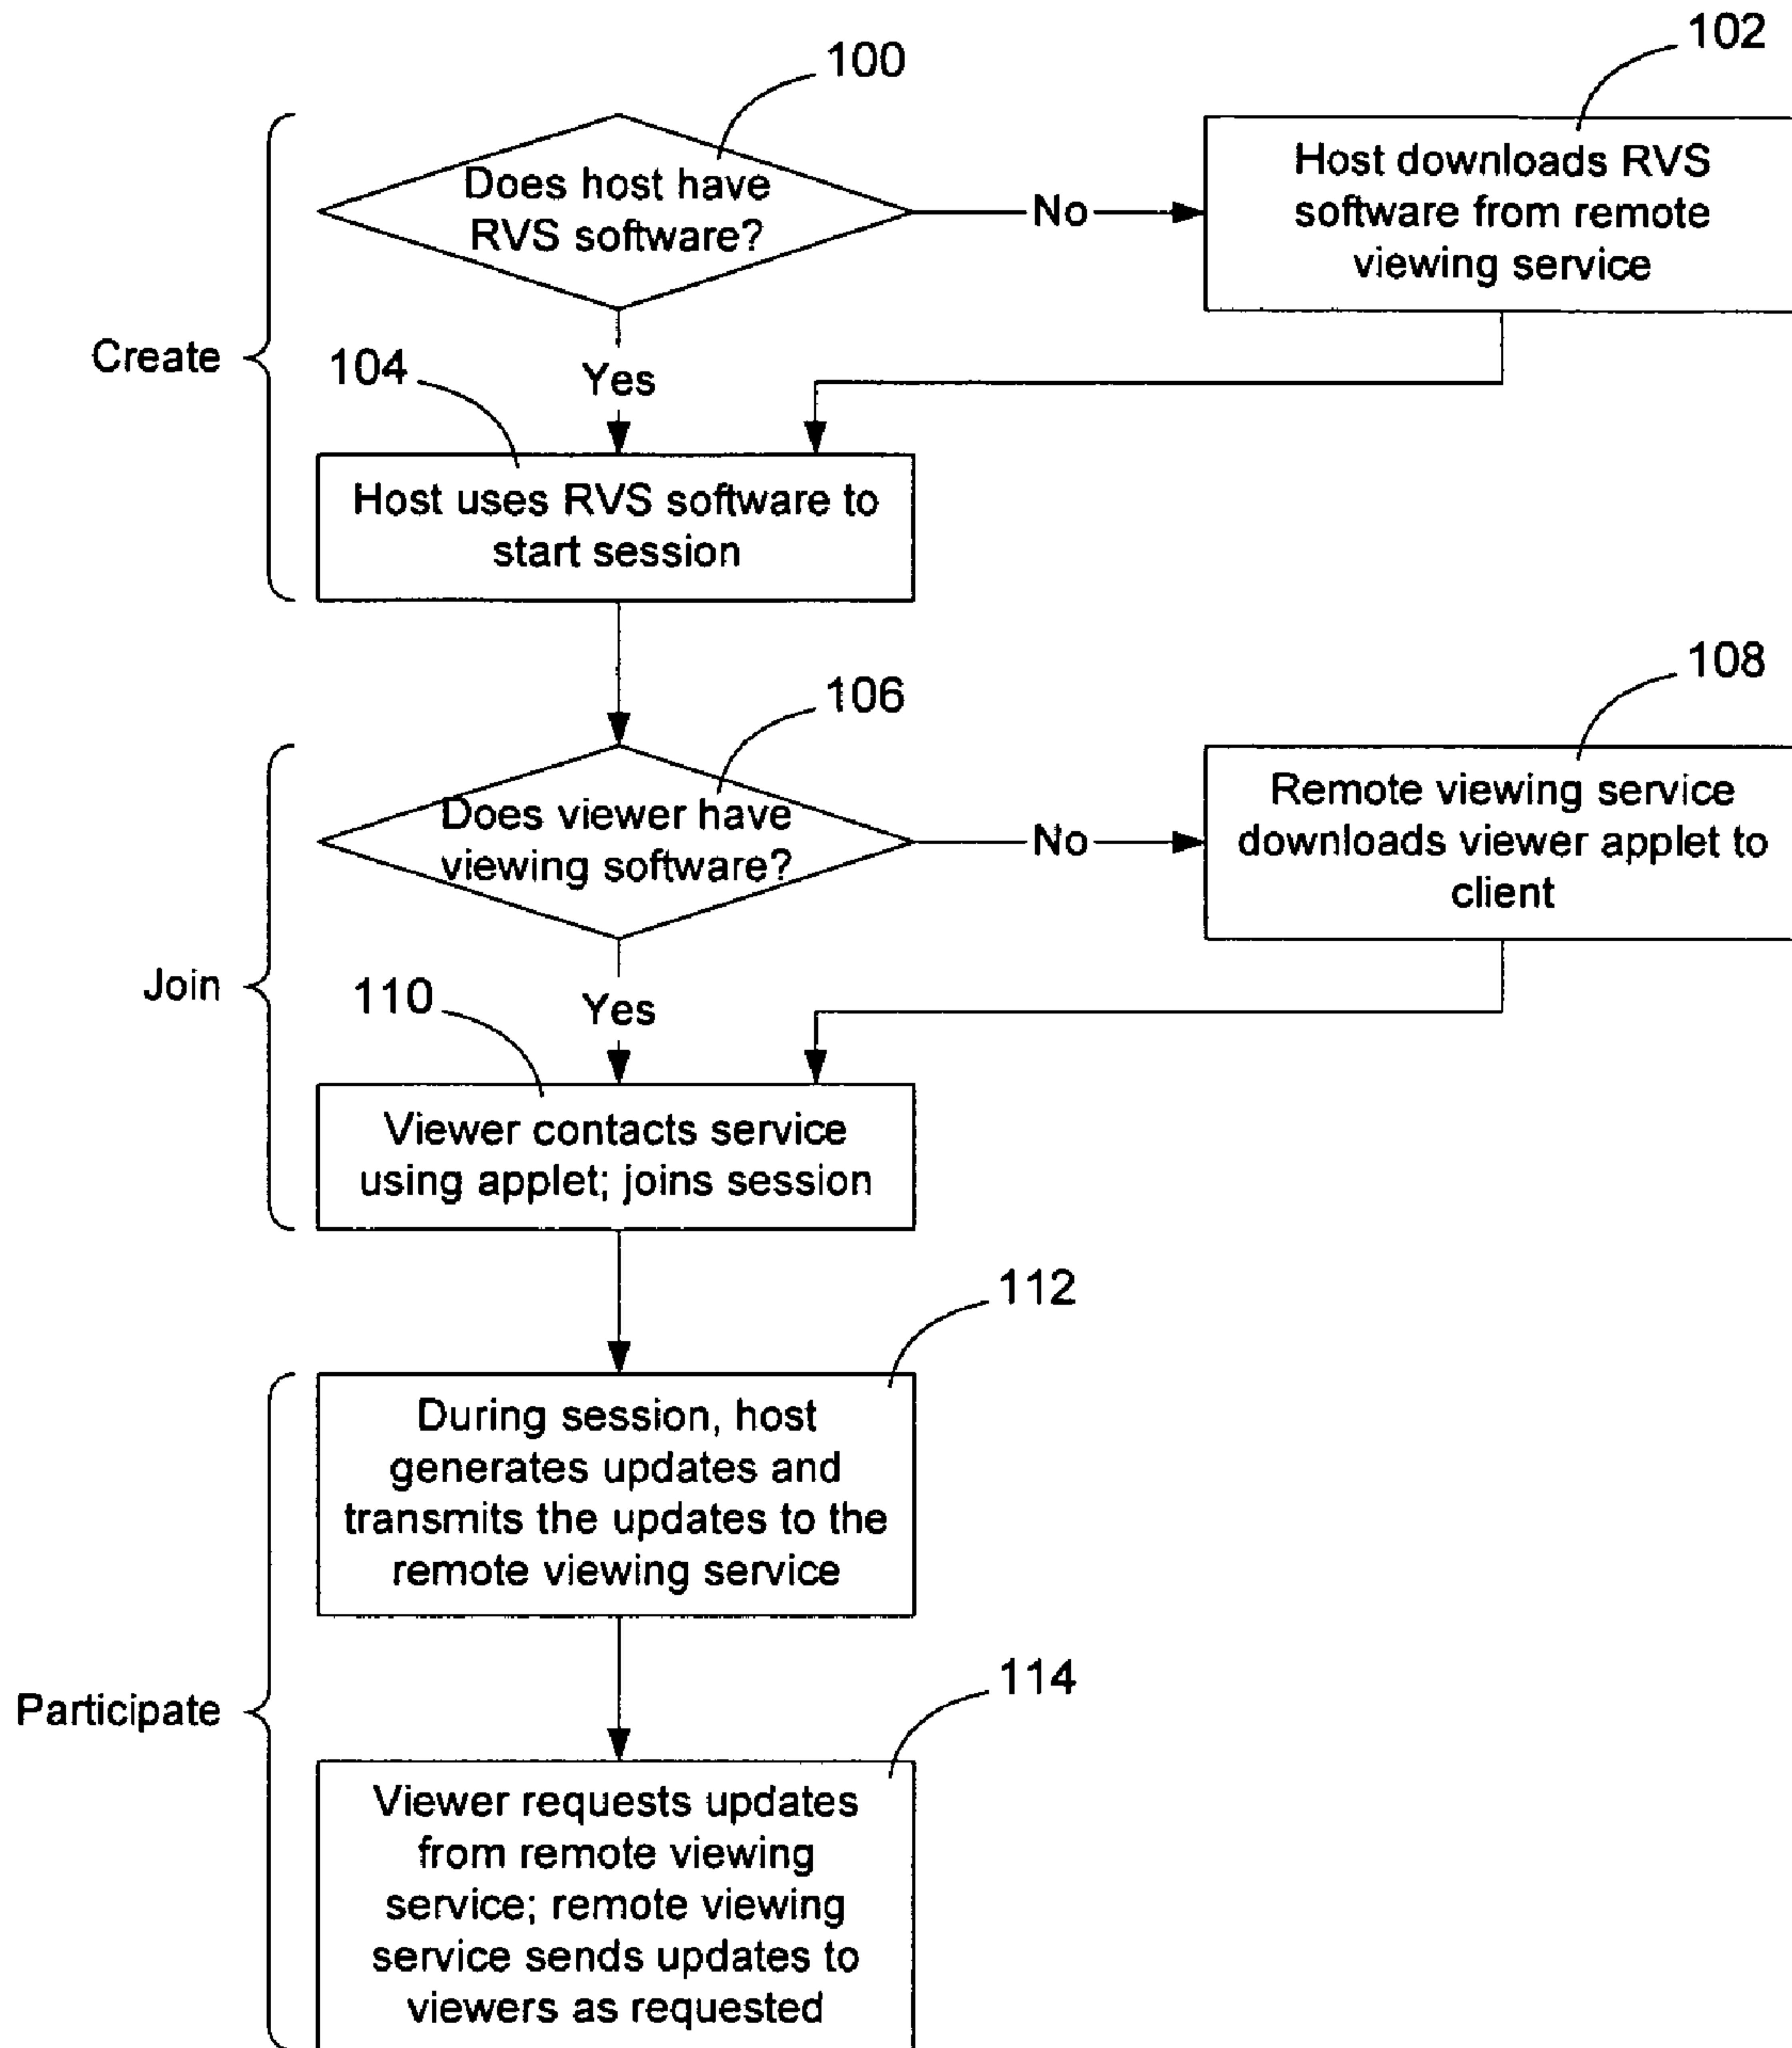 100
102
Does host have
RVS software?
No
Host downloads RVS
software from remote
viewing service
Create
104
Yes
Host uses RVS software to
start session
106
108
Does viewer have
viewing software?
No
Remote viewing service
downloads viewer applet to
client
Join
110
Yes
Viewer contacts service
using applet; joins session
112
During session, host
generates updates and
transmits the updates to the
remote viewing service
Participate
114
Viewer requests updates
from remote viewing
service; remote viewing
service sends updates to
viewers as requested